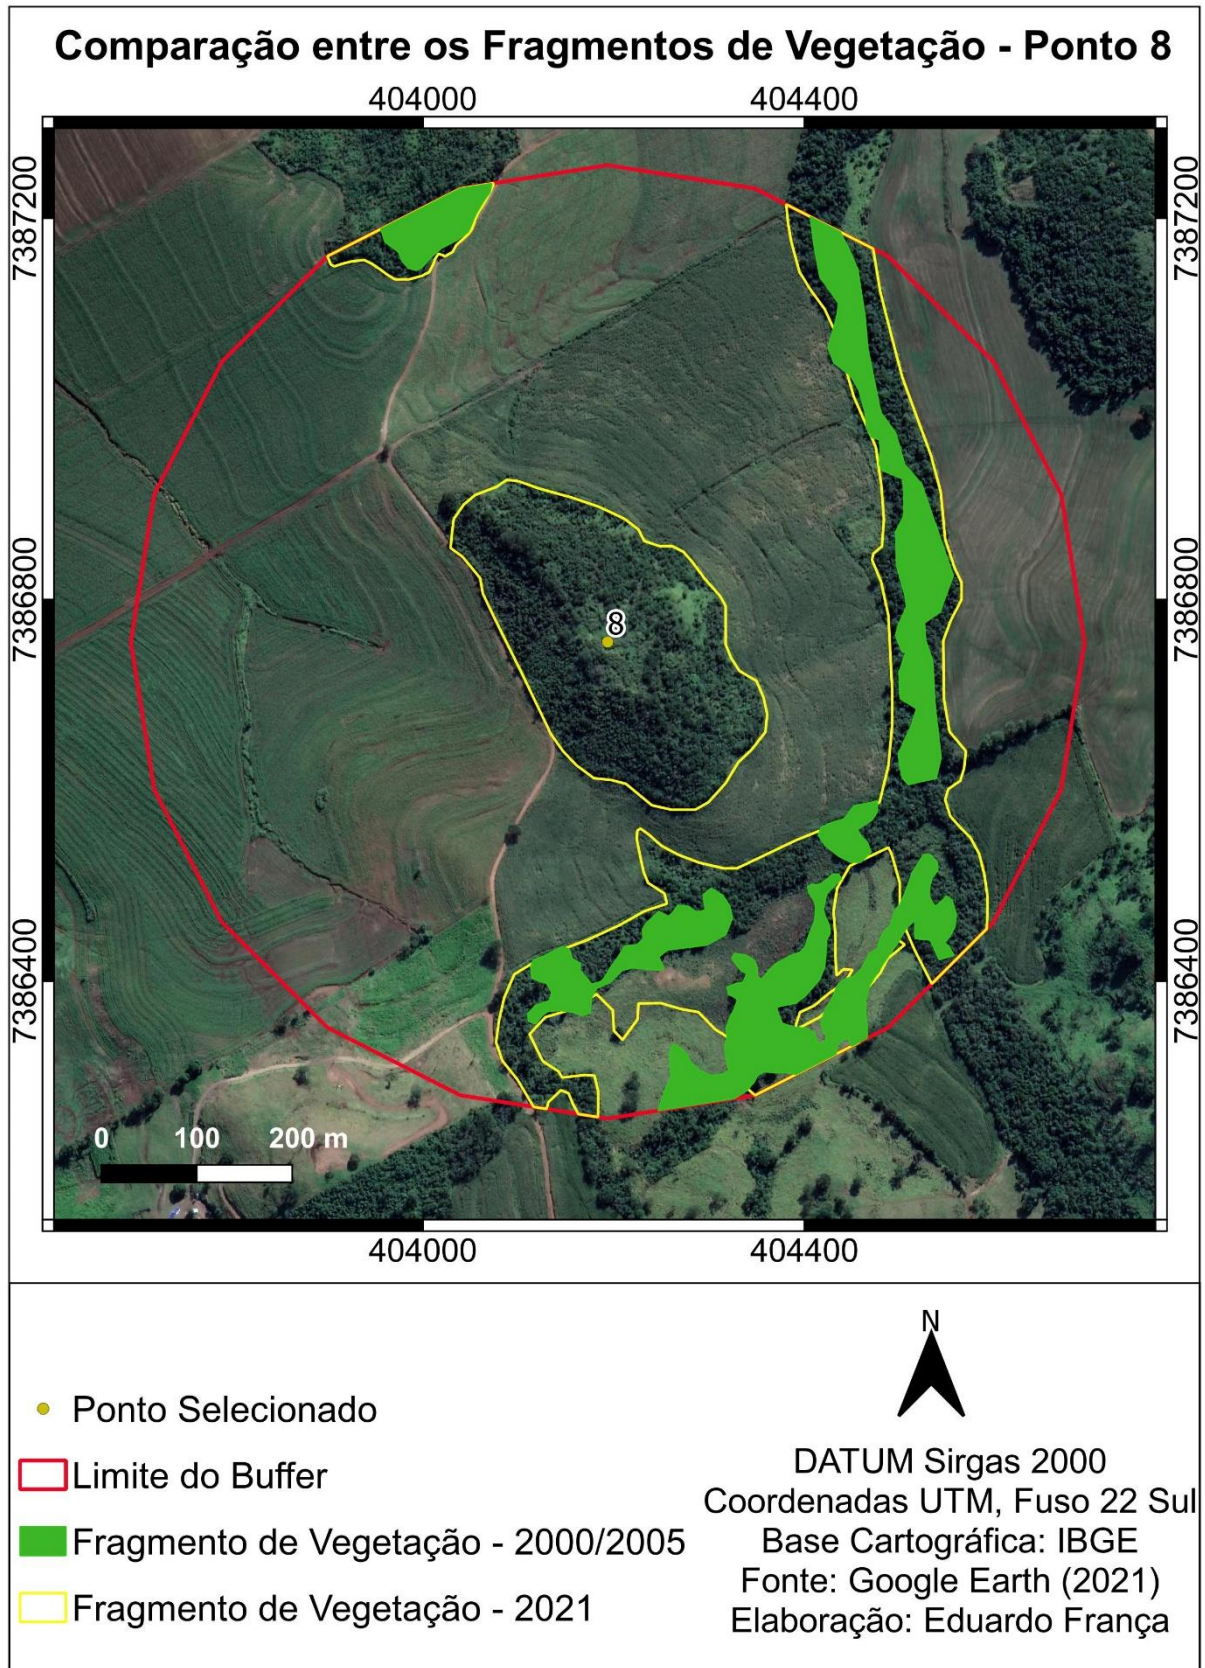 Comparação entre os Fragmentos de Vegetação - Ponto 8
404000 404400
7387200 7387200
8
7386800 7386800
7386400 7386400
0 100 200 m
404000 404400
N
Ponto Selecionado
Limite do Buffer
Fragmento de Vegetação - 2000/2005
Fragmento de Vegetação - 2021
DATUM Sirgas 2000
Coordenadas UTM, Fuso 22 Sul
Base Cartográfica: IBGE
Fonte: Google Earth (2021)
Elaboração: Eduardo França